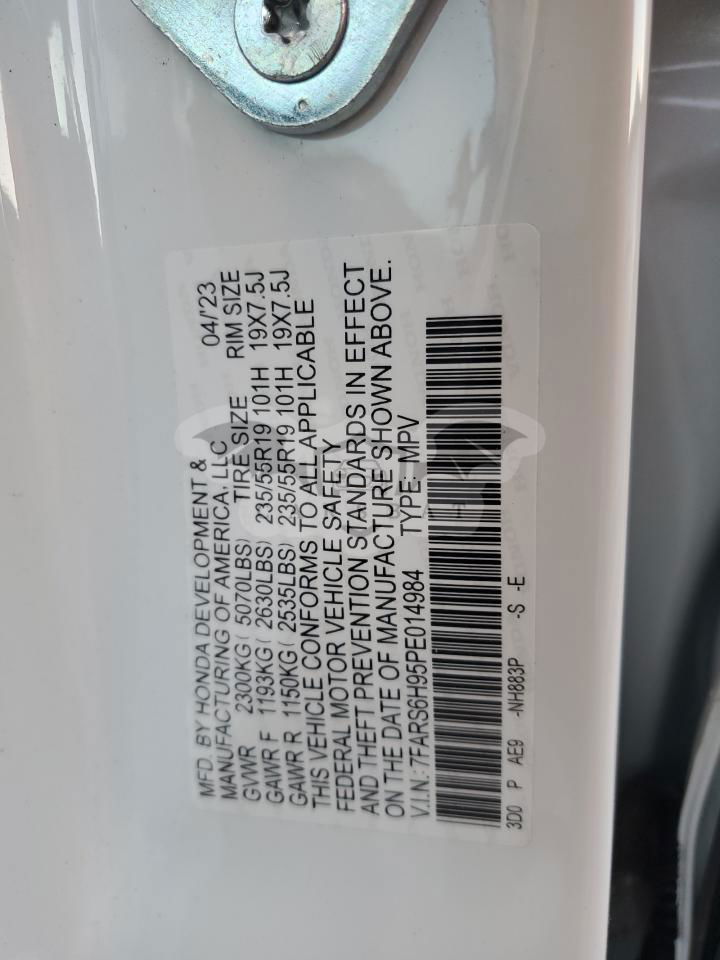 MFD. BY HONDA DEVELOPMENT &
MANUFACTURING OF AMERICA, LLC 04/'23
GVWR 2300KG ( 5070LBS) TIRE SIZE RIM SIZE
GAWR F 1193KG ( 2630LBS) 235/55R19 101H 19X7.5J
GAWR R 1150KG ( 2535LBS) 235/55R19 101H 19X7.5J
THIS VEHICLE CONFORMS TO ALL APPLICABLE
FEDERAL MOTOR VEHICLE SAFETY
AND THEFT PREVENTION STANDARDS IN EFFECT
ON THE DATE OF MANUFACTURE SHOWN ABOVE.
V.I.N.: 7FARS6H95PE014984 TYPE: MPV
3D0 P AE9 -NH883P -S -E